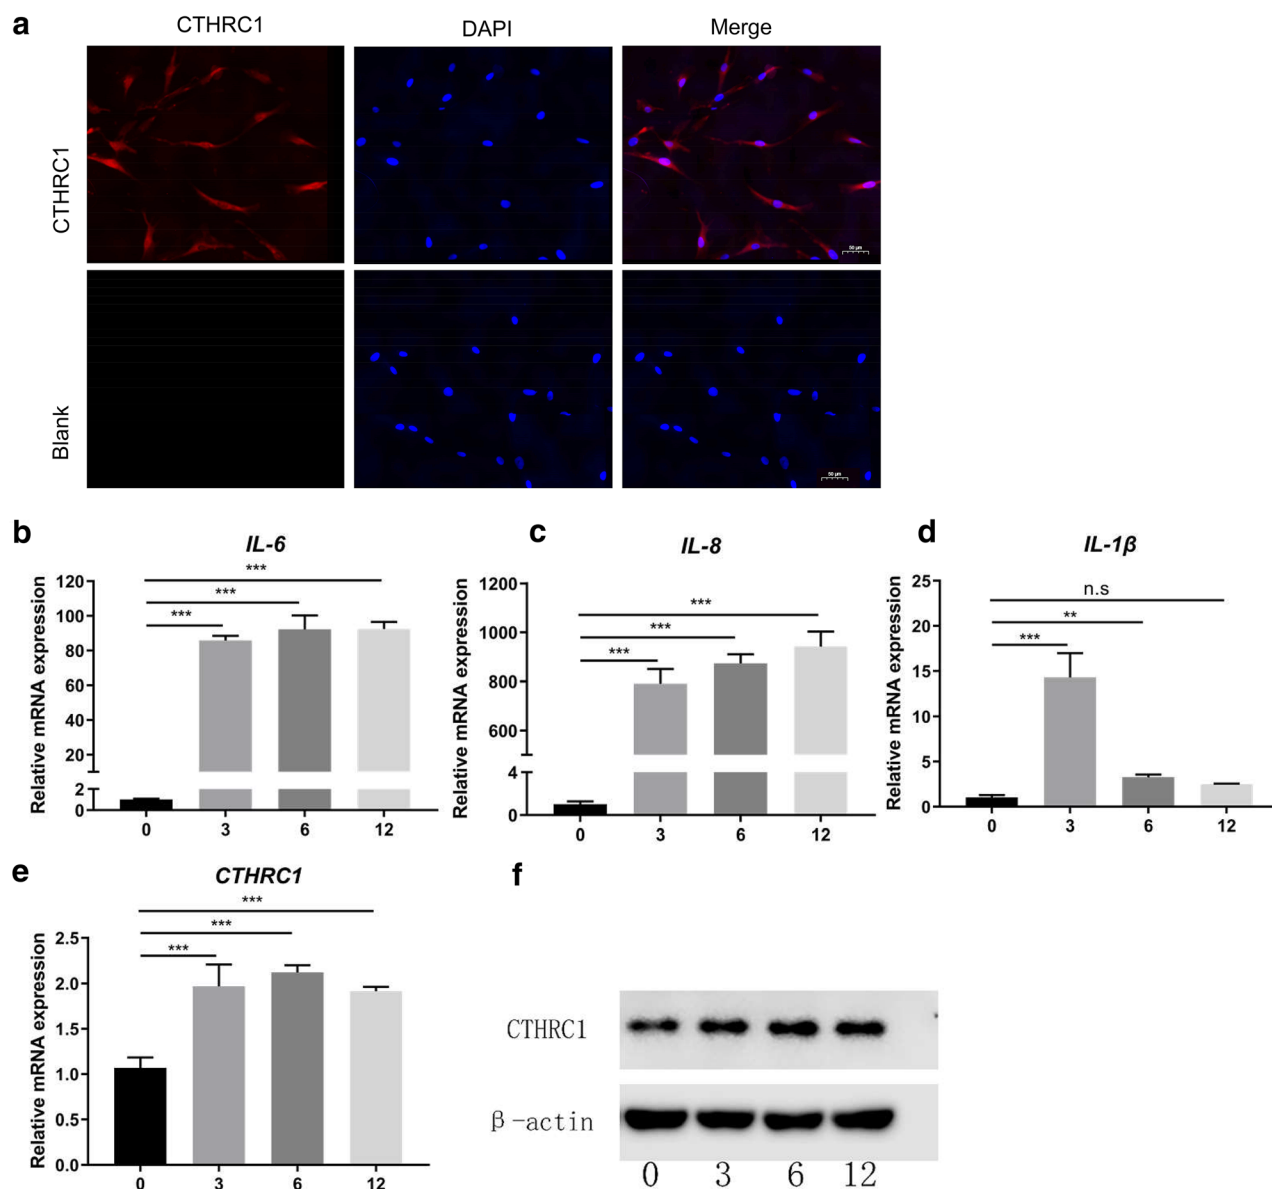 a
CTHRC1 DAPI Merge
CTHRC1
50 μm
Blank
50 μm
b
IL-6
Relative mRNA expression
120
100
80
60
40
20
2
0
***
***
***
0 3 6 12
c
IL-8
Relative mRNA expression
1200
1000
800
600
4
0
***
***
***
0 3 6 12
d
IL-1β
Relative mRNA expression
25
20
15
10
5
0
n.s
**
***
0 3 6 12
e
CTHRC1
Relative mRNA expression
2.5
2.0
1.5
1.0
0.5
0.0
***
***
***
0 3 6 12
f
CTHRC1
β-actin
0 3 6 12